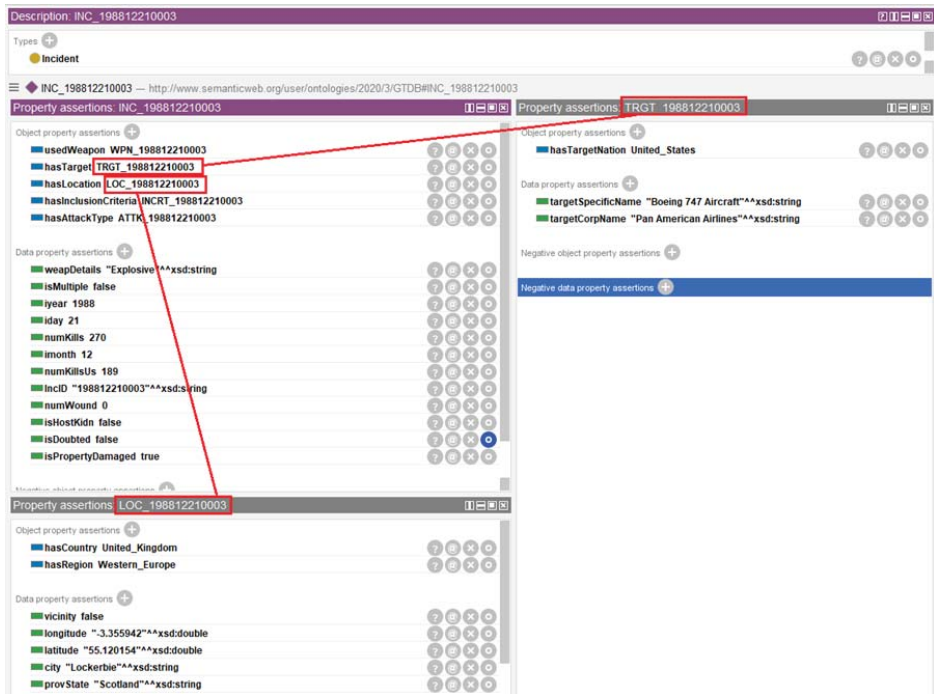 Description: INC_198812210003
Types
Incident
INC_198812210003 — http://www.semanticweb.org/user/ontologies/2020/3/GTDB#INC_198812210003
Property assertions: INC_198812210003
Object property assertions
usedWeapon WPN_198812210003
hasTarget TRGT_198812210003
hasLocation LOC_198812210003
hasInclusionCriteria INCRT_198812210003
hasAttackType ATTK_198812210003
Data property assertions
weapDetails "Explosive"^^xsd:string
isMultiple false
iyear 1988
iday 21
numKills 270
imonth 12
numKillsUs 189
IncID "198812210003"^^xsd:string
numWound 0
isHostKidn false
isDoubted false
isPropertyDamaged true
Negative object property assertions
Property assertions: TRGT_198812210003
Object property assertions
hasTargetNation United_States
Data property assertions
targetSpecificName "Boeing 747 Aircraft"^^xsd:string
targetCorpName "Pan American Airlines"^^xsd:string
Negative object property assertions
Negative data property assertions
Property assertions: LOC_198812210003
Object property assertions
hasCountry United_Kingdom
hasRegion Western_Europe
Data property assertions
vicinity false
longitude "-3.355942"^^xsd:double
latitude "55.120154"^^xsd:double
city "Lockerbie"^^xsd:string
provState "Scotland"^^xsd:string